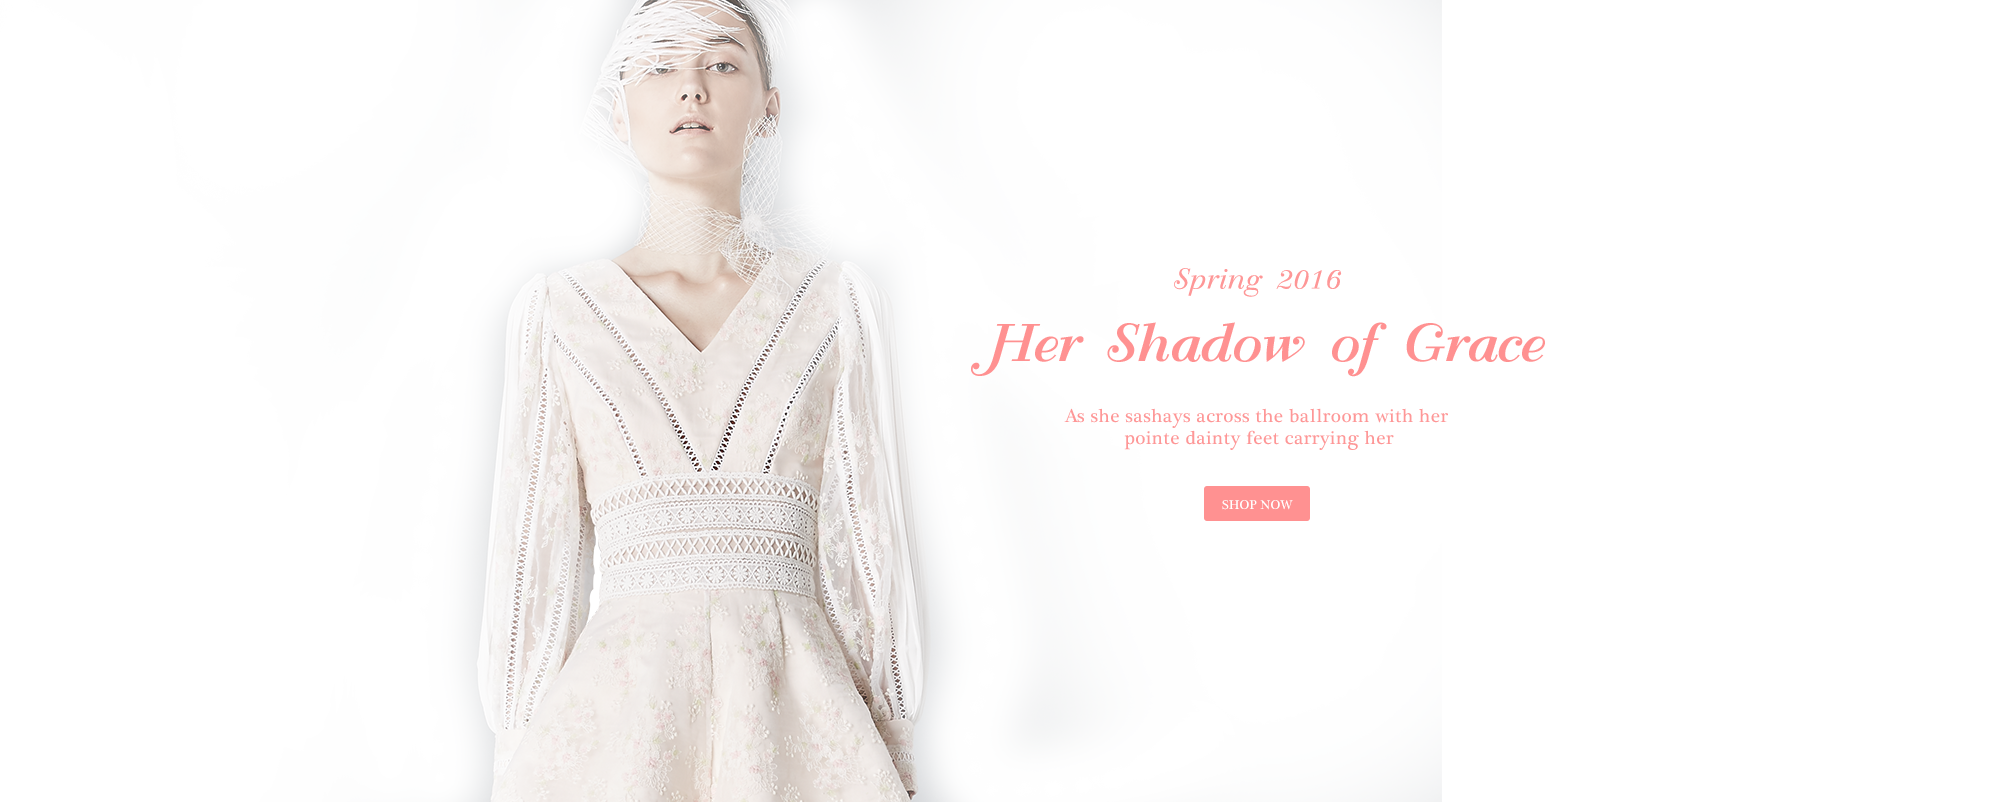 Spring 2016
Her Shadow of Grace
As she sashays across the ballroom with her
pointe dainty feet carrying her
SHOP NOW